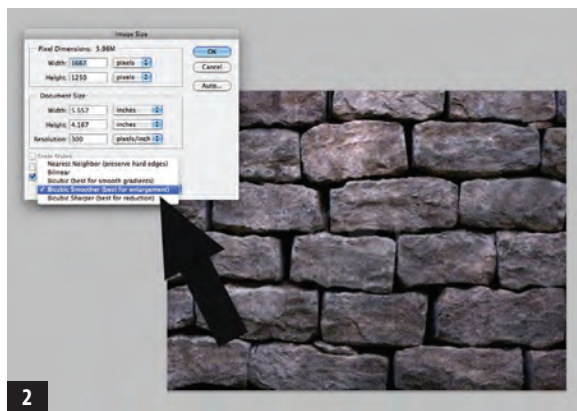 Image Size
Pixel Dimensions: 5.96M
Width: 1667 pixels
Height: 1250 pixels
OK
Cancel
Auto...
Document Size:
Width: 5.557 inches
Height: 4.167 inches
Resolution: 300 pixels/inch
Scale Styles
Nearest Neighbor (preserve hard edges)
Bilinear
Bicubic (best for smooth gradients)
✓ Bicubic Smoother (best for enlargement)
Bicubic Sharper (best for reduction)
2